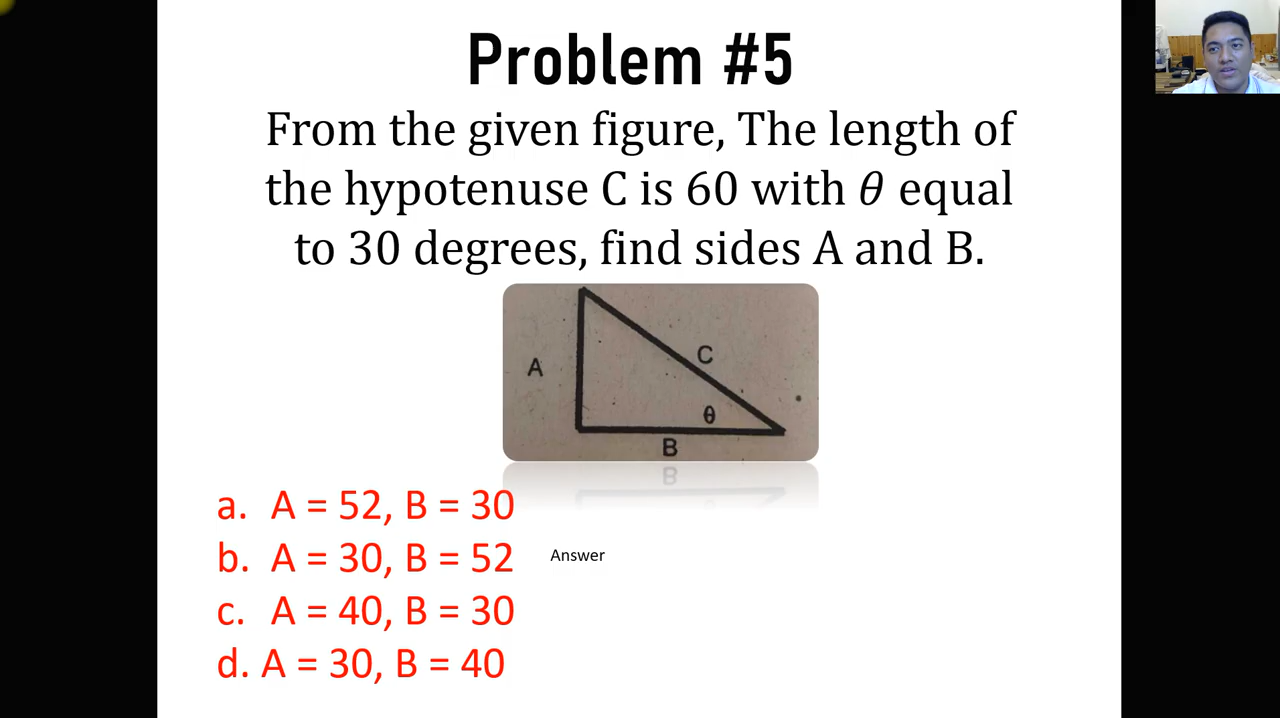 Problem #5
From the given figure, The length of
the hypotenuse C is 60 with θ equal
to 30 degrees, find sides A and B.
A
C
θ
B
B
a. A = 52, B = 30
b. A = 30, B = 52 Answer
c. A = 40, B = 30
d. A = 30, B = 40